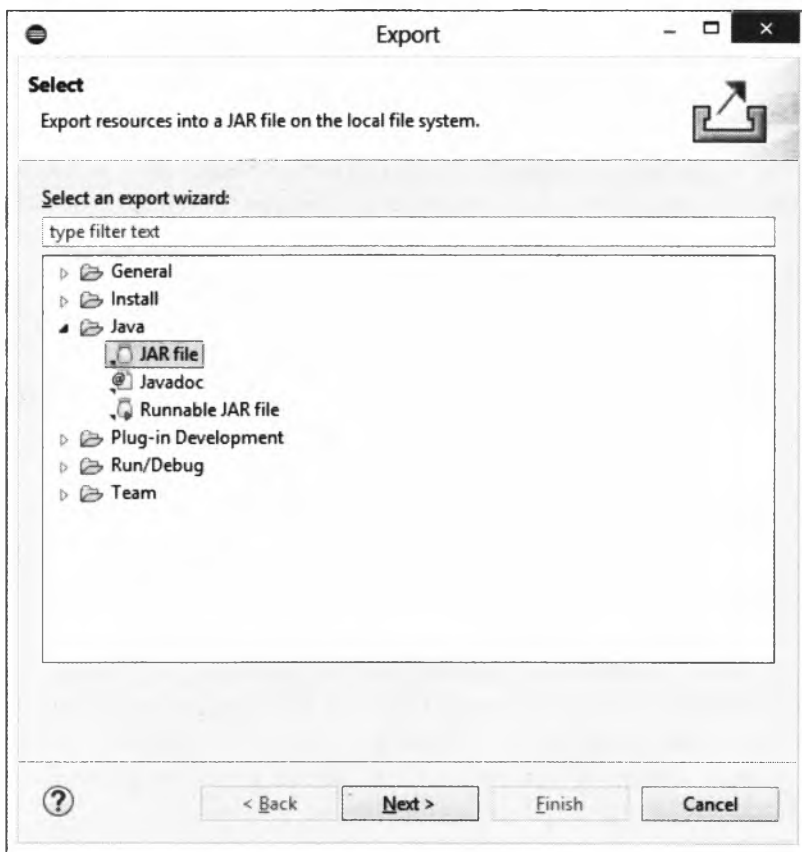 Export
Select
Export resources into a JAR file on the local file system.
Select an export wizard:
type filter text
General
Install
Java
JAR file
Javadoc
Runnable JAR file
Plug-in Development
Run/Debug
Team
?
< Back
Next >
Finish
Cancel